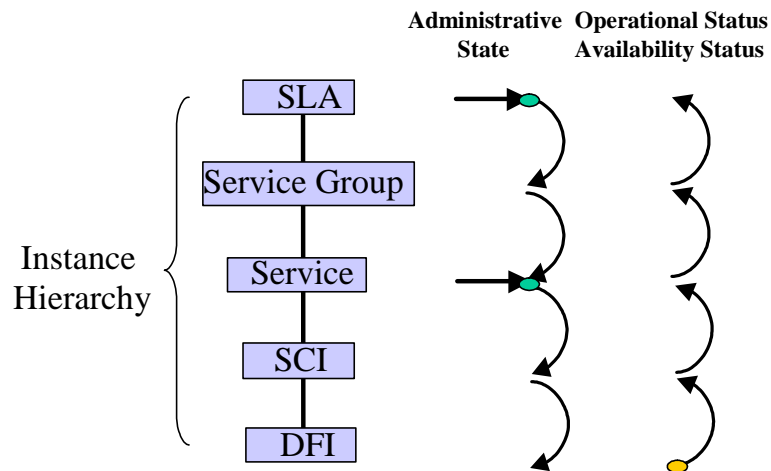 Administrative Operational Status
State Availability Status
SLA
Service Group
Instance
Hierarchy
Service
SCI
DFI